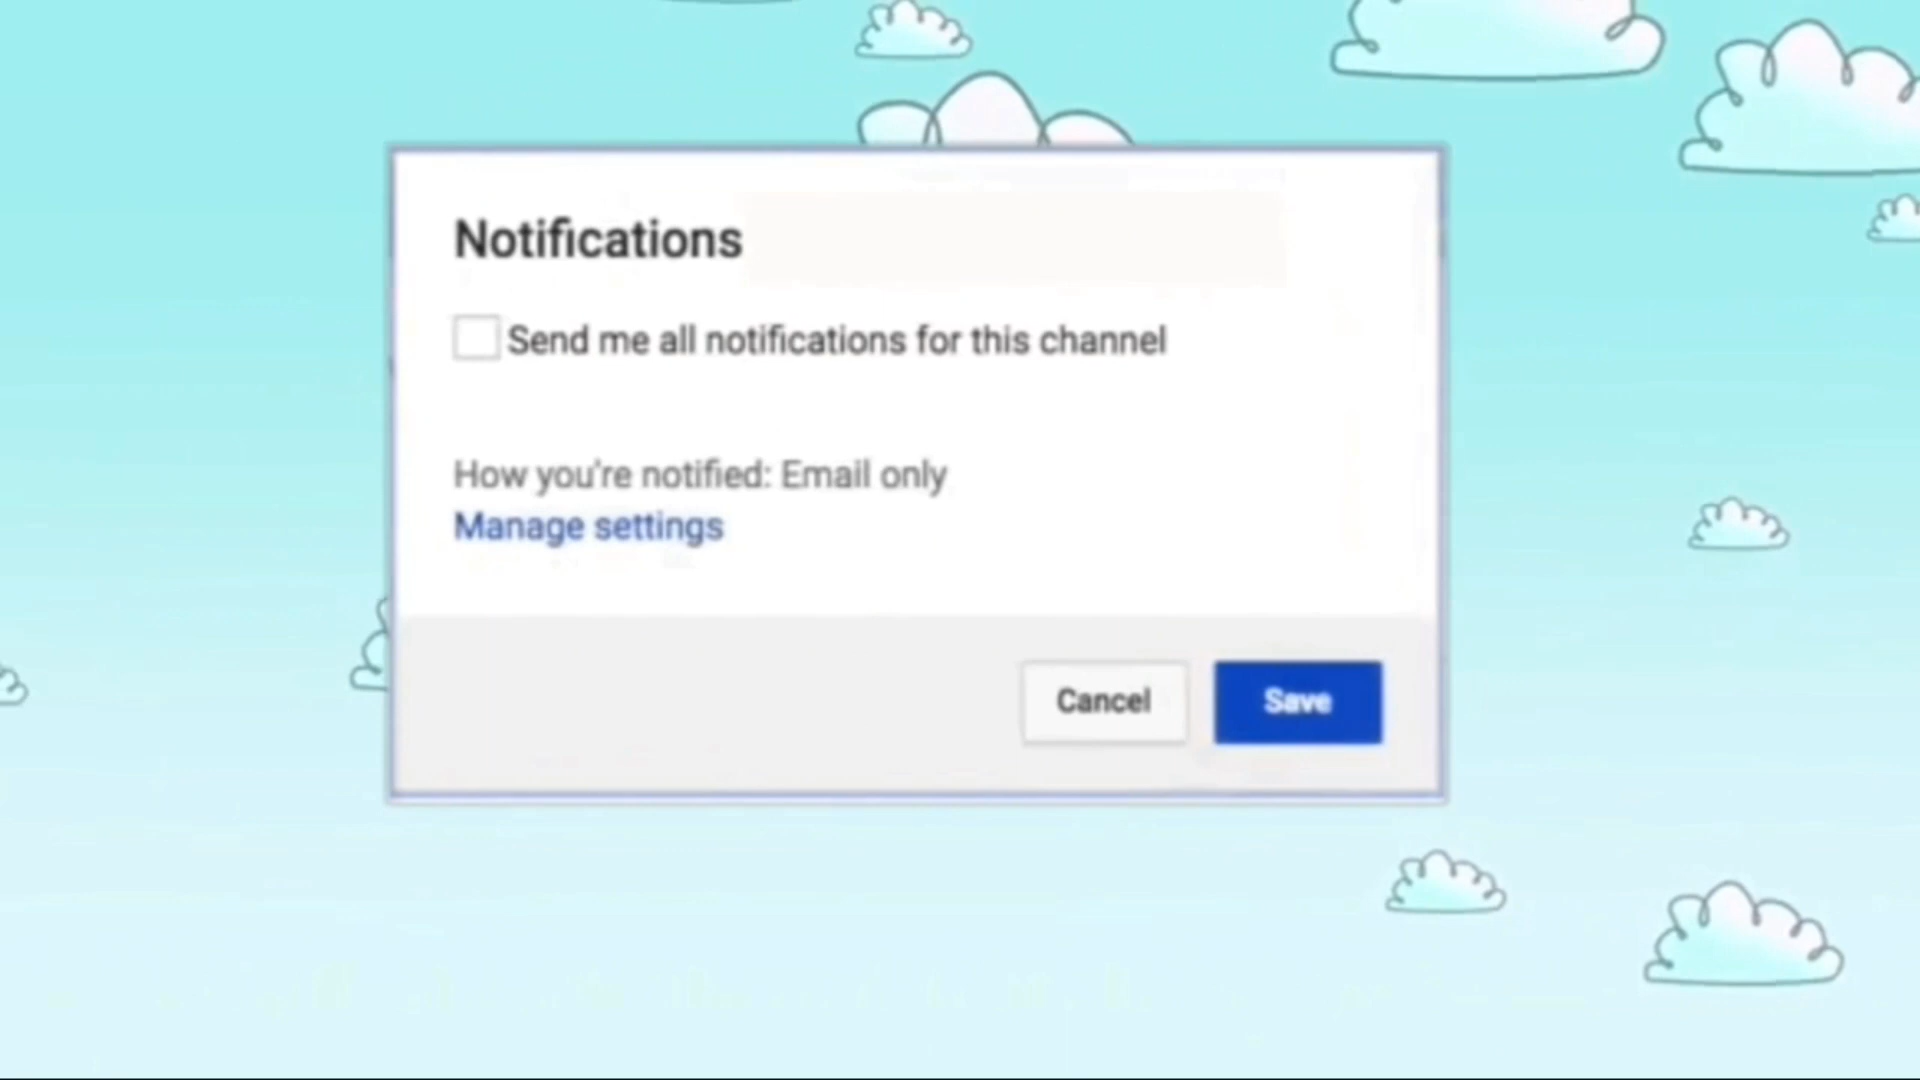 Notifications
Send me all notifications for this channel
How you're notified: Email only
Manage settings
Cancel
Save